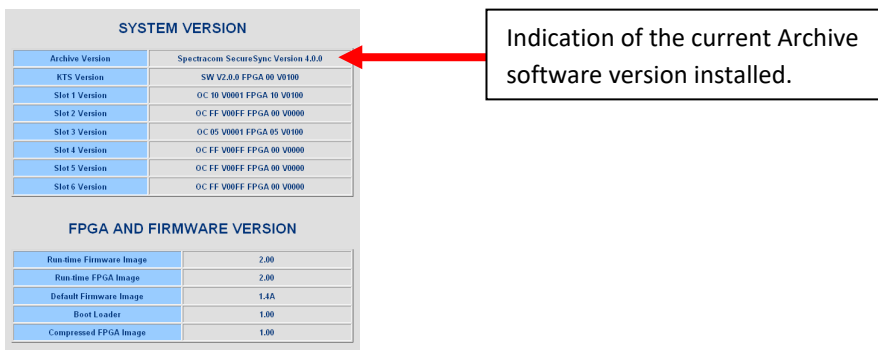 SYSTEM VERSION
Archive Version Spectracom SecureSync Version 4.0.0
KTS Version SW V2.0.0 FPGA 00 V0100
Slot 1 Version OC 10 V0001 FPGA 10 V0100
Slot 2 Version OC FF V00FF FPGA 00 V0000
Slot 3 Version OC 05 V0001 FPGA 05 V0100
Slot 4 Version OC FF V00FF FPGA 00 V0000
Slot 5 Version OC FF V00FF FPGA 00 V0000
Slot 6 Version OC FF V00FF FPGA 00 V0000
Indication of the current Archive
software version installed.
FPGA AND FIRMWARE VERSION
Run-time Firmware Image 2.00
Run-time FPGA Image 2.00
Default Firmware Image 1.4A
Boot Loader 1.00
Compressed FPGA Image 1.00